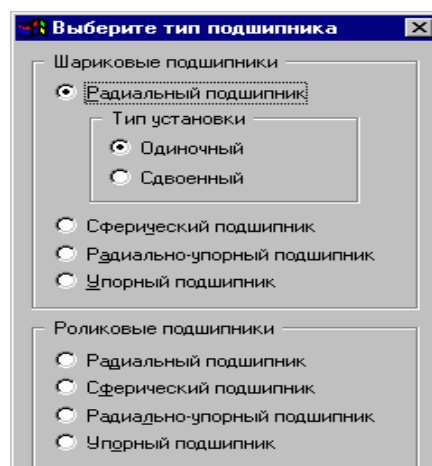 Выберите тип подшипника
Шариковые подшипники
Радиальный подшипник
Тип установки
Одиночный
Сдвоенный
Сферический подшипник
Радиально-упорный подшипник
Упорный подшипник
Роликовые подшипники
Радиальный подшипник
Сферический подшипник
Радиально-упорный подшипник
Упорный подшипник